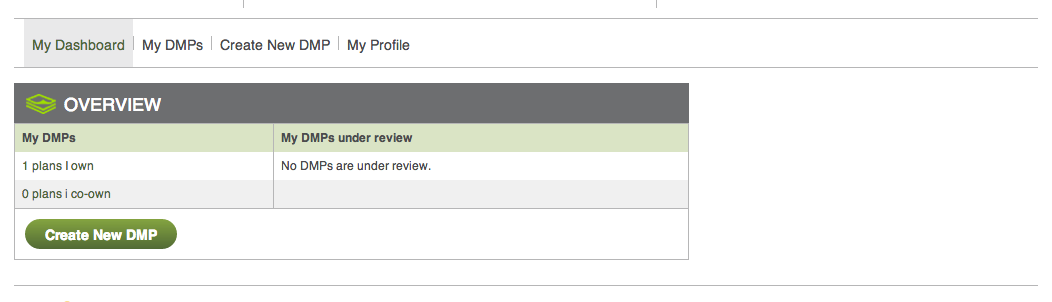 My Dashboard My DMPs Create New DMP My Profile
OVERVIEW
My DMPs My DMPs under review
1 plans I own No DMPs are under review.
0 plans i co-own
Create New DMP